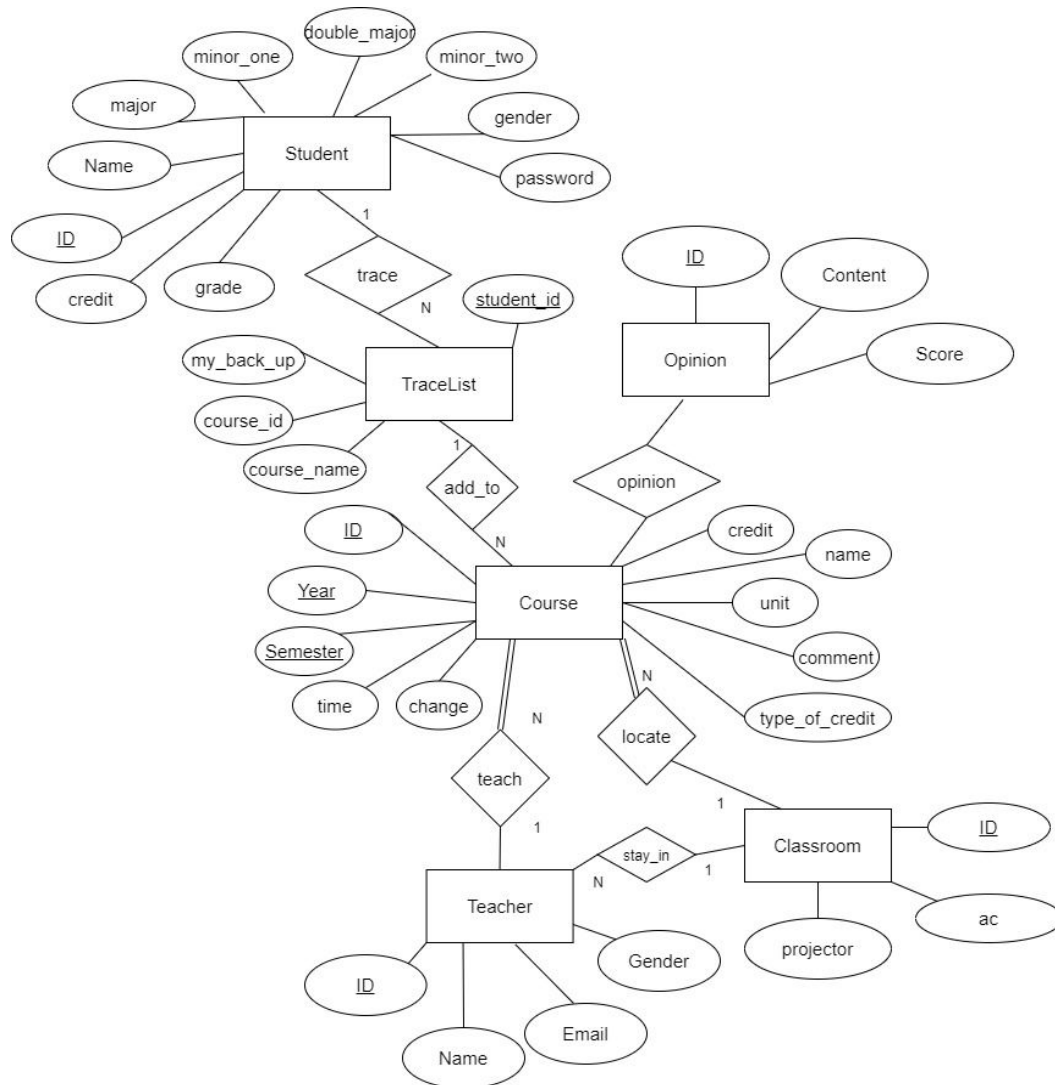 double_major
minor_one
minor_two
major
gender
Student
Name
password
1
ID
trace
ID
Content
credit
grade
N
student_id
my_back_up
TraceList
Opinion
Score
course_id
1
course_name
add_to
opinion
ID
N
credit
name
Year
Course
unit
Semester
comment
time
change
N
N
type_of_credit
locate
teach
1
1
ID
stay_in
Classroom
N
1
Teacher
ac
projector
Gender
ID
Email
Name